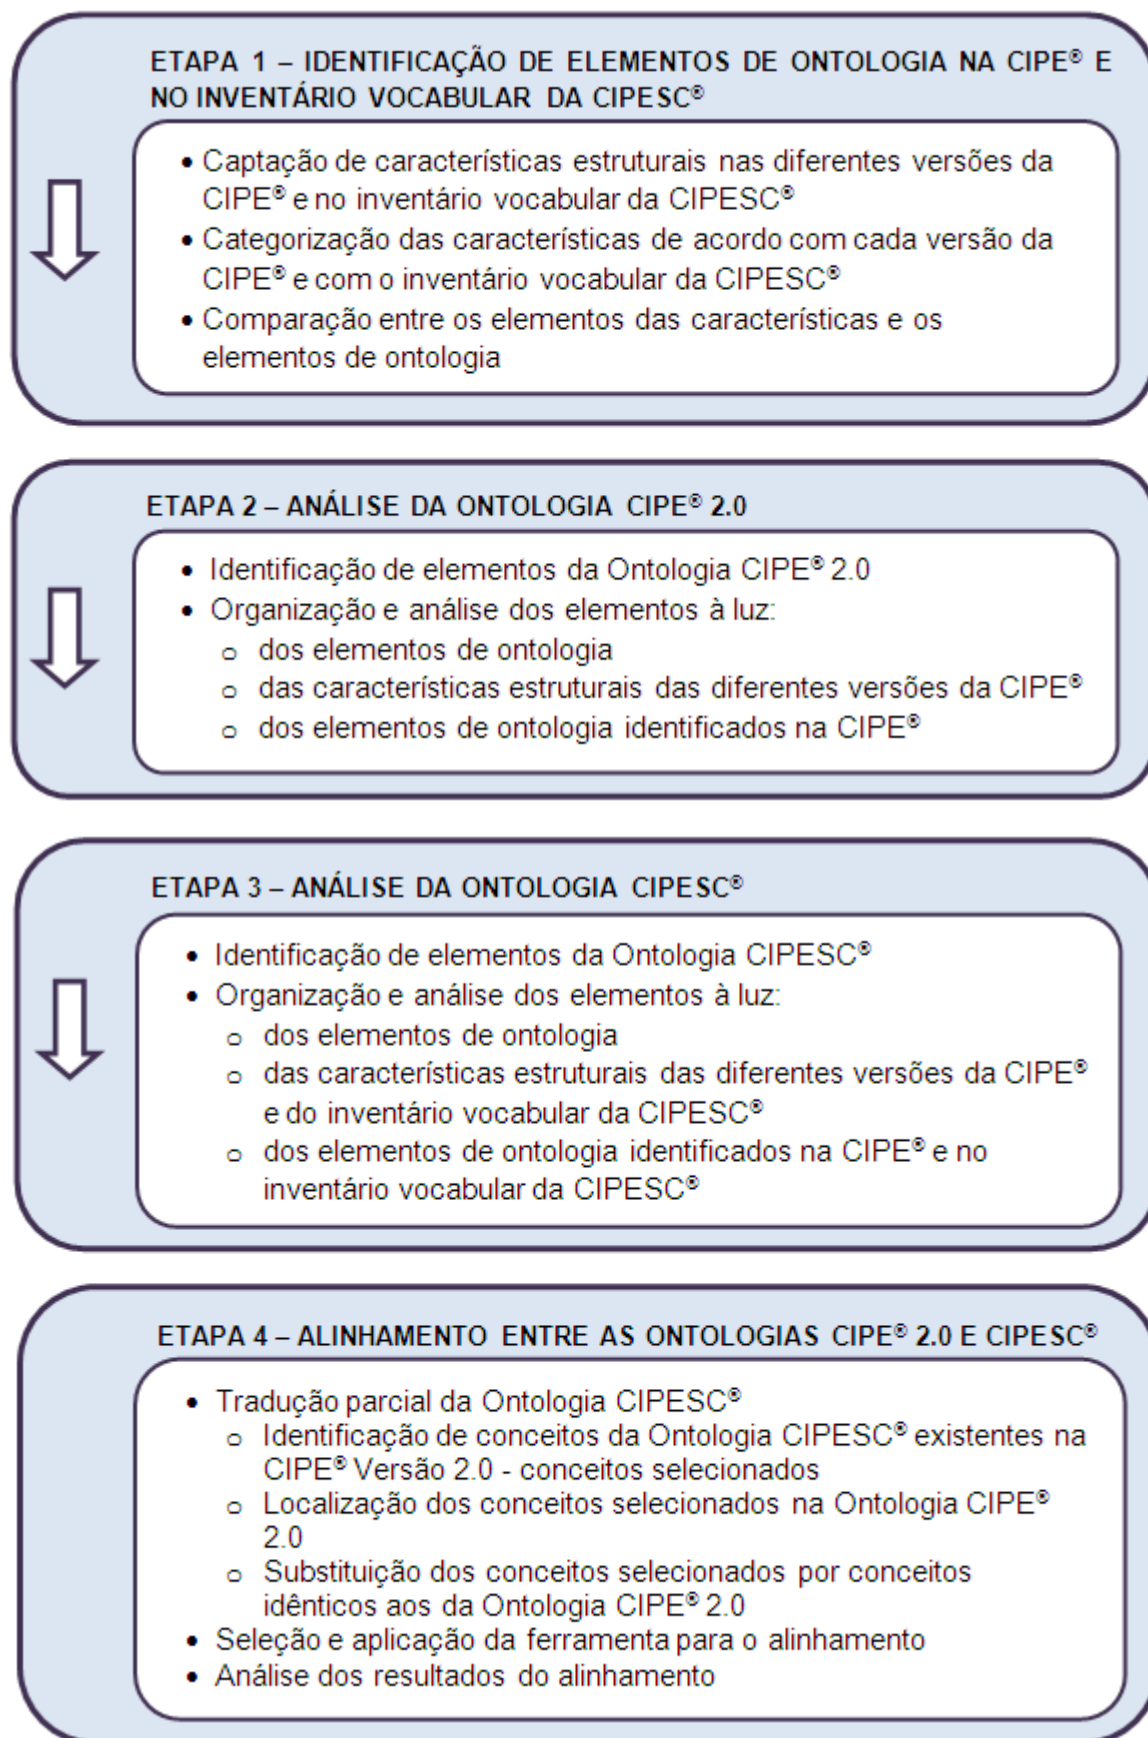 ETAPA 1 – IDENTIFICAÇÃO DE ELEMENTOS DE ONTOLOGIA NA CIPE® E
NO INVENTÁRIO VOCABULAR DA CIPESC®
• Captação de características estruturais nas diferentes versões da
CIPE® e no inventário vocabular da CIPESC®
• Categorização das características de acordo com cada versão da
CIPE® e com o inventário vocabular da CIPESC®
• Comparação entre os elementos das características e os
elementos de ontologia
ETAPA 2 – ANÁLISE DA ONTOLOGIA CIPE® 2.0
• Identificação de elementos da Ontologia CIPE® 2.0
• Organização e análise dos elementos à luz:
o dos elementos de ontologia
o das características estruturais das diferentes versões da CIPE®
o dos elementos de ontologia identificados na CIPE®
ETAPA 3 – ANÁLISE DA ONTOLOGIA CIPESC®
• Identificação de elementos da Ontologia CIPESC®
• Organização e análise dos elementos à luz:
o dos elementos de ontologia
o das características estruturais das diferentes versões da CIPE®
e do inventário vocabular da CIPESC®
o dos elementos de ontologia identificados na CIPE® e no
inventário vocabular da CIPESC®
ETAPA 4 – ALINHAMENTO ENTRE AS ONTOLOGIAS CIPE® 2.0 E CIPESC®
• Tradução parcial da Ontologia CIPESC®
o Identificação de conceitos da Ontologia CIPESC® existentes na
CIPE® Versão 2.0 - conceitos selecionados
o Localização dos conceitos selecionados na Ontologia CIPE®
2.0
o Substituição dos conceitos selecionados por conceitos
idênticos aos da Ontologia CIPE® 2.0
• Seleção e aplicação da ferramenta para o alinhamento
• Análise dos resultados do alinhamento